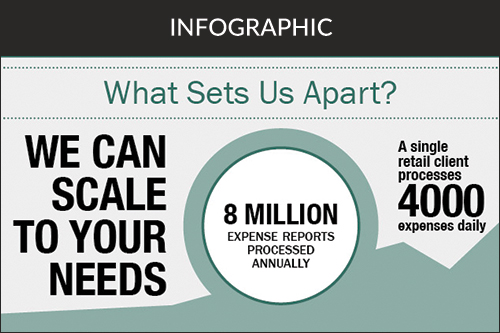 INFOGRAPHIC
What Sets Us Apart?
WE CAN
SCALE
TO YOUR
NEEDS
8 MILLION
EXPENSE REPORTS
PROCESSED
ANNUALLY
A single
retail client
processes
4000
expenses daily